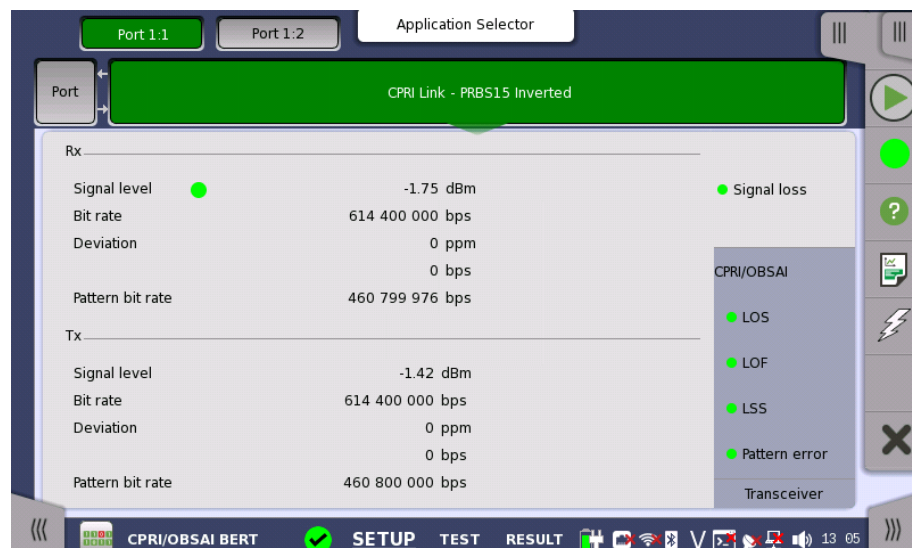 Application Selector
Port 1:1 Port 1:2
Port
CPRI Link - PRBS15 Inverted
Rx
Signal level -1.75 dBm
Signal loss
Bit rate 614 400 000 bps
Deviation 0 ppm
0 bps
CPRI/OBSAI
Pattern bit rate 460 799 976 bps
LOS
Tx
LOF
Signal level -1.42 dBm
Bit rate 614 400 000 bps
LSS
Deviation 0 ppm
0 bps
Pattern error
Pattern bit rate 460 800 000 bps
Transceiver
CPRI/OBSAI BERT SETUP TEST RESULT 13 05